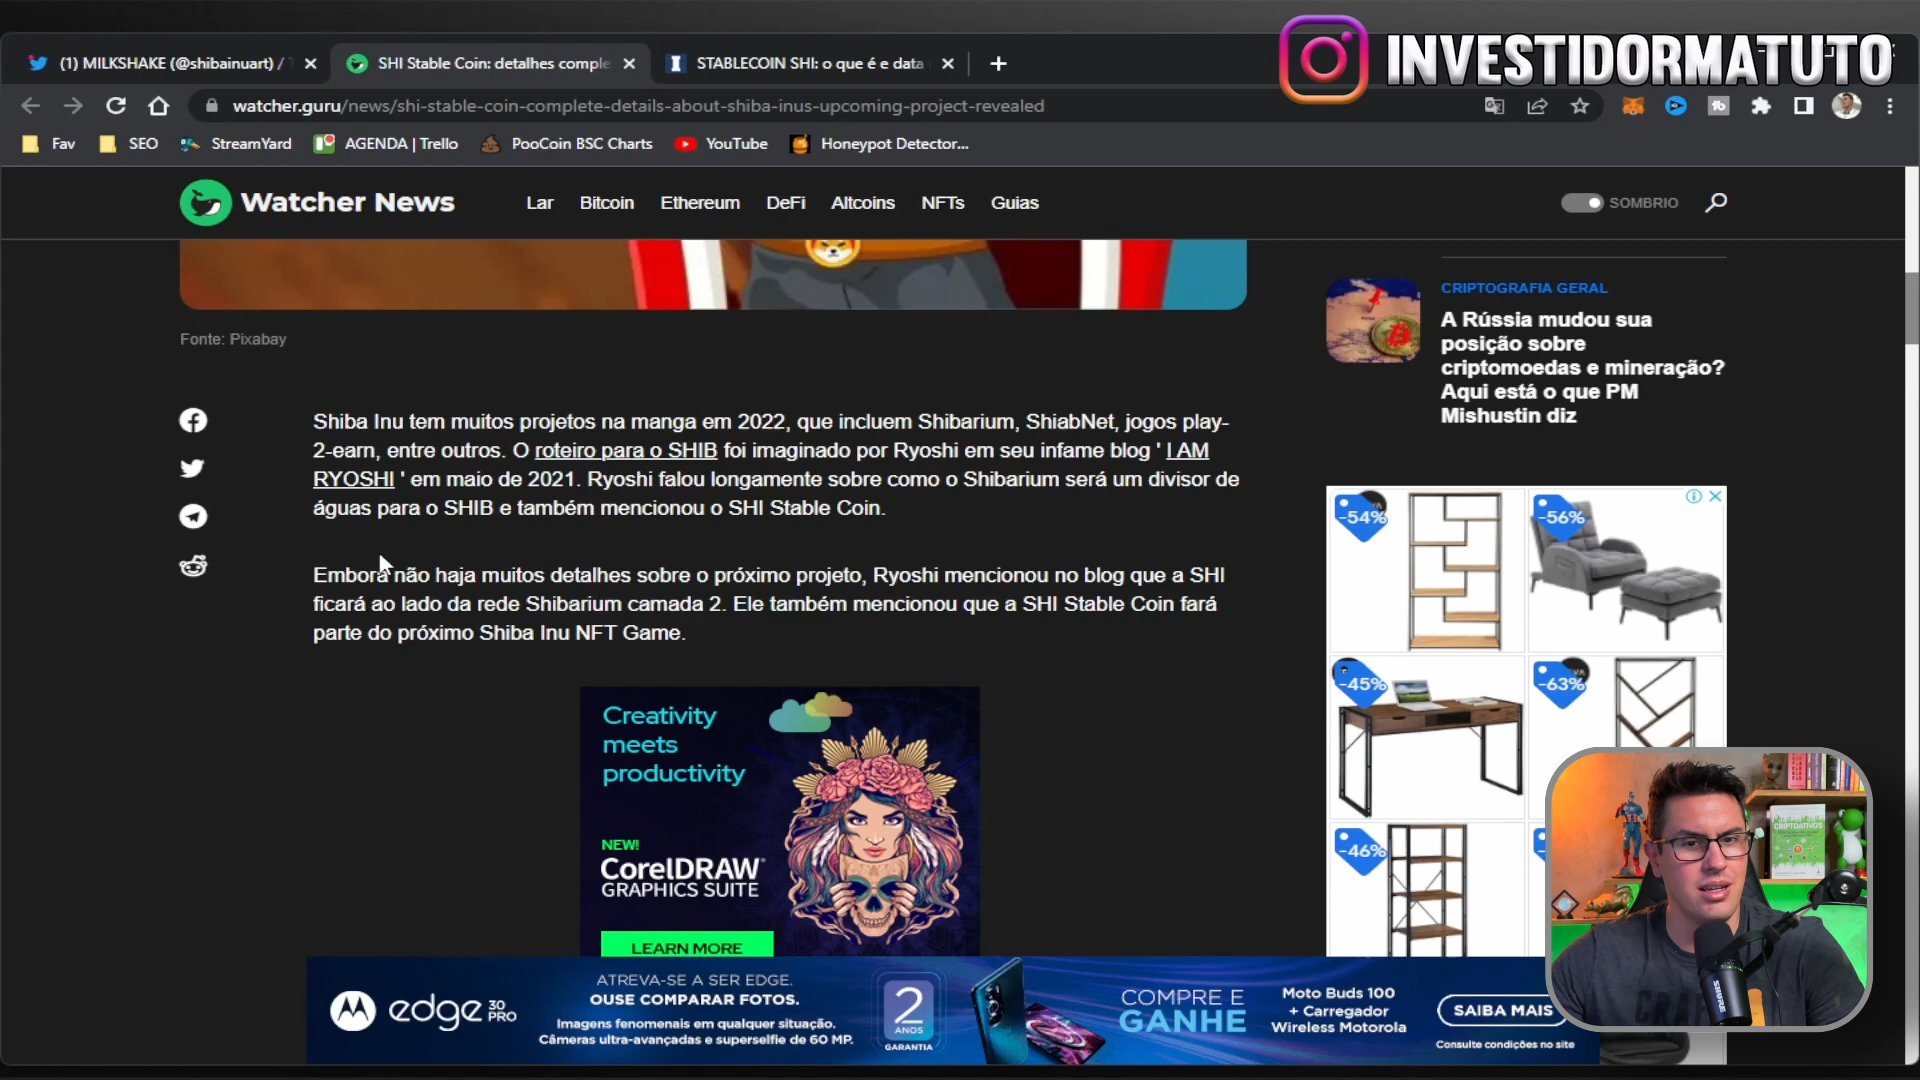 INVESTIDORMATUTO
(1) MILKSHAKE (@shibainuart) /
SHI Stable Coin: detalhes comple
STABLECOIN SHI: o que é e data
watcher.guru/news/shi-stable-coin-complete-details-about-shiba-inus-upcoming-project-revealed
Fav
SEO
StreamYard
AGENDA | Trello
PooCoin BSC Charts
YouTube
Honeypot Detector...
Watcher News
Lar
Bitcoin
Ethereum
DeFi
Altcoins
NFTs
Guias
SOMBRIO
Fonte: Pixabay
Shiba Inu tem muitos projetos na manga em 2022, que incluem Shibarium, ShiabNet, jogos play-
2-earn, entre outros. O roteiro para o SHIB foi imaginado por Ryoshi em seu infame blog ' I AM
RYOSHI ' em maio de 2021. Ryoshi falou longamente sobre como o Shibarium será um divisor de
águas para o SHIB e também mencionou o SHI Stable Coin.
Embora não haja muitos detalhes sobre o próximo projeto, Ryoshi mencionou no blog que a SHI
ficará ao lado da rede Shibarium camada 2. Ele também mencionou que a SHI Stable Coin fará
parte do próximo Shiba Inu NFT Game.
CRIPTOGRAFIA GERAL
A Rússia mudou sua
posição sobre
criptomoedas e mineração?
Aqui está o que PM
Mishustin diz
-54%
-56%
-45%
-63%
-46%
Creativity
meets
productivity
NEW!
CorelDRAW
GRAPHICS SUITE
LEARN MORE
edge 30 PRO
ATREVA-SE A SER EDGE.
OUSE COMPARAR FOTOS.
Imagens fenomenais em qualquer situação.
Câmeras ultra-avançadas e superselfie de 60 MP.
2
ANOS
GARANTIA
COMPRE E
GANHE
Moto Buds 100
+ Carregador
Wireless Motorola
SAIBA MAIS
Consulte condições no site
CRIPTOATIVOS
SHURE